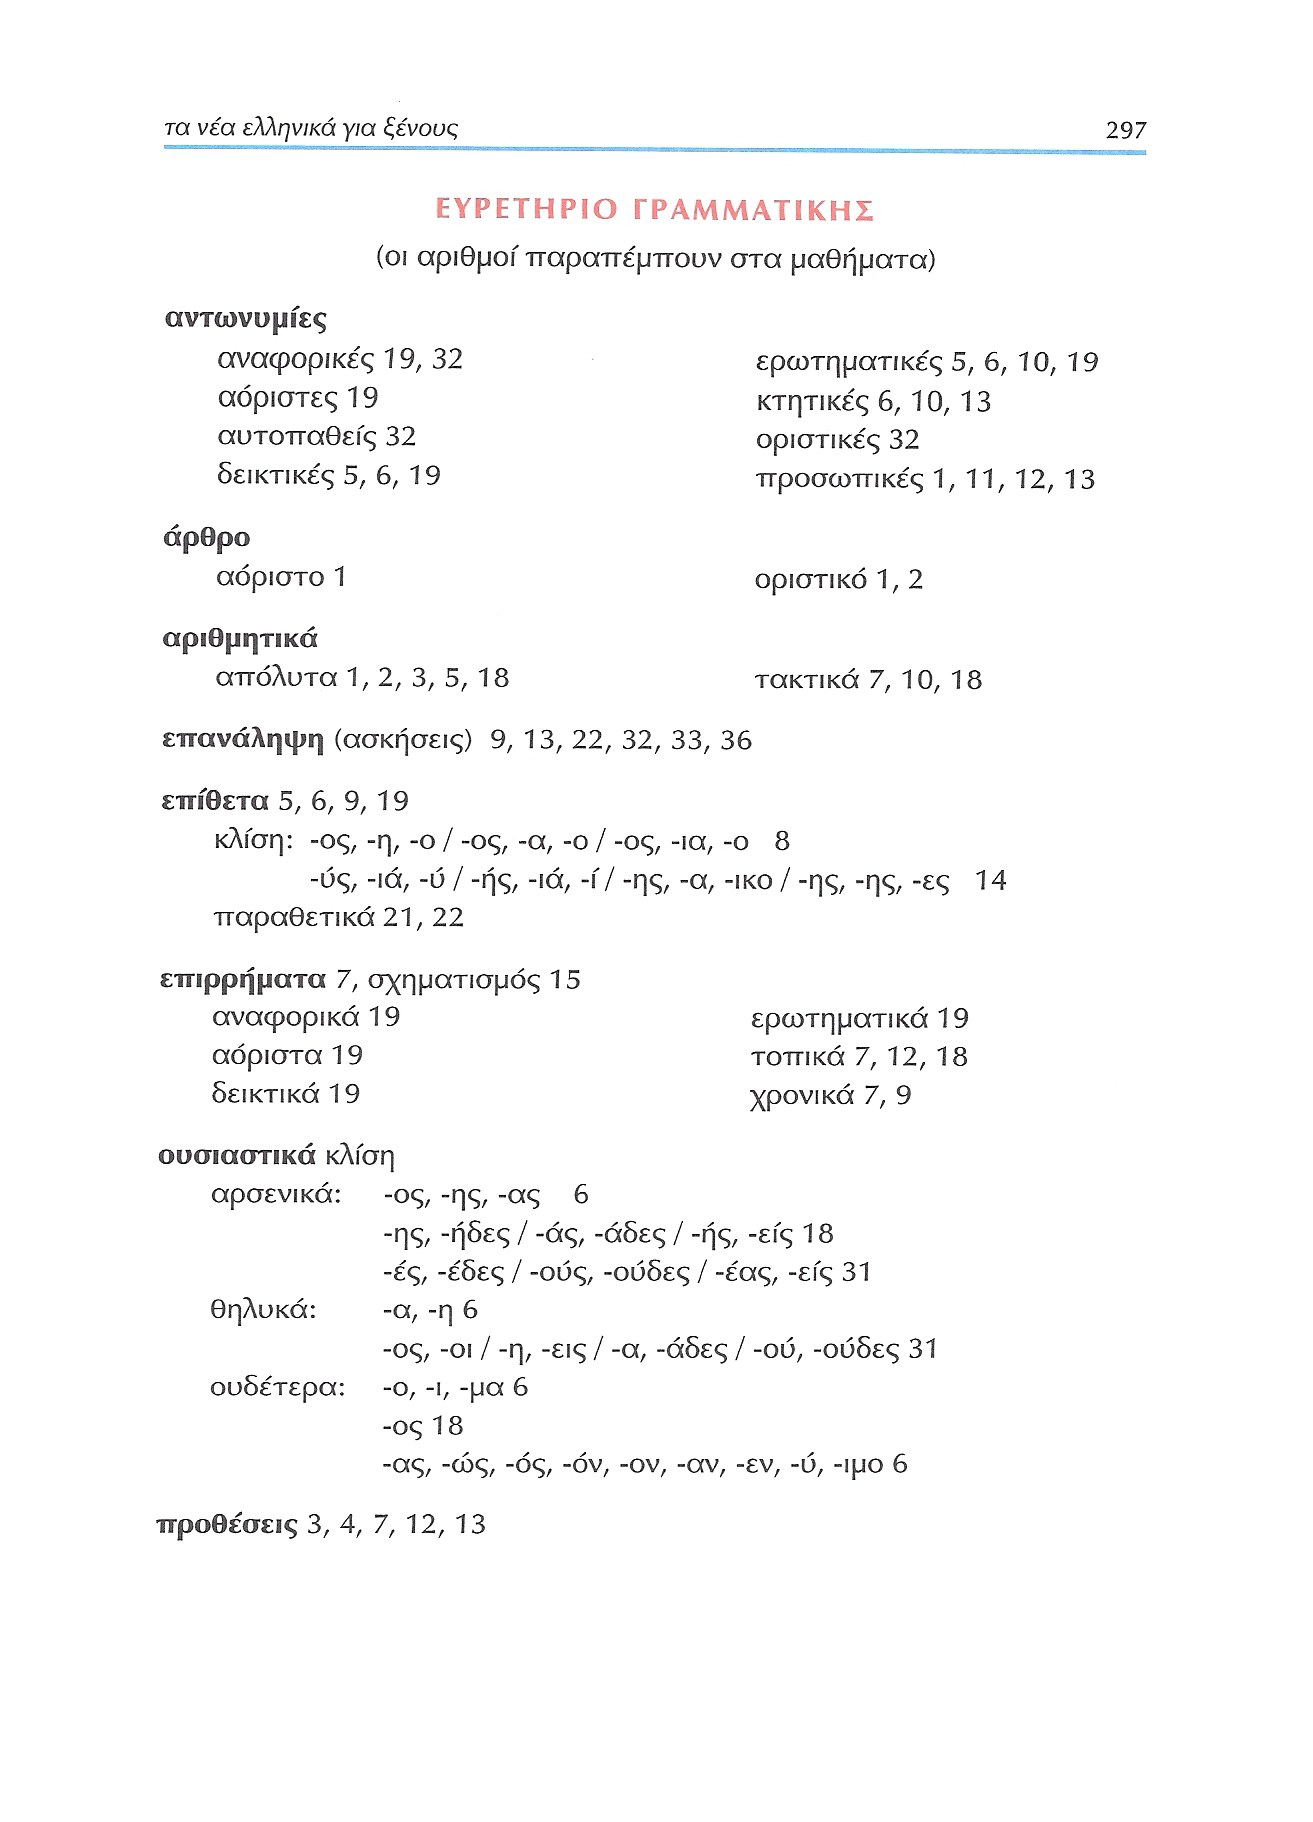 τα νέα ελληνικά για ξένους 297
ΕΥΡΕΤΗΡΙΟ ΓΡΑΜΜΑΤΙΚΗΣ
(οι αριθμοί παραπέμπουν στα μαθήματα)
αντωνυμίες
αναφορικές 19, 32 ερωτηματικές 5, 6, 10, 19
αόριστες 19 κτητικές 6, 10, 13
αυτοπαθείς 32 οριστικές 32
δεικτικές 5, 6, 19 προσωπικές 1, 11, 12, 13
άρθρο
αόριστο 1 οριστικό 1, 2
αριθμητικά
απόλυτα 1, 2, 3, 5, 18 τακτικά 7, 10, 18
επανάληψη (ασκήσεις) 9, 13, 22, 32, 33, 36
επίθετα 5, 6, 9, 19
κλίση: -ος, -η, -ο / -ος, -α, -ο / -ος, -ια, -ο 8
-ύς, -ιά, -ύ / -ής, -ιά, -ί / -ης, -α, -ικο / -ης, -ης, -ες 14
παραθετικά 21, 22
επιρρήματα 7, σχηματισμός 15
αναφορικά 19 ερωτηματικά 19
αόριστα 19 τοπικά 7, 12, 18
δεικτικά 19 χρονικά 7, 9
ουσιαστικά κλίση
αρσενικά: -ος, -ης, -ας 6
-ης, -ήδες / -άς, -άδες / -ής, -είς 18
-ές, -έδες / -ούς, -ούδες / -έας, -είς 31
θηλυκά: -α, -η 6
-ος, -οι / -η, -εις / -α, -άδες / -ού, -ούδες 31
ουδέτερα: -ο, -ι, -μα 6
-ος 18
-ας, -ώς, -ός, -όν, -ον, -αν, -εν, -ύ, -ιμο 6
προθέσεις 3, 4, 7, 12, 13